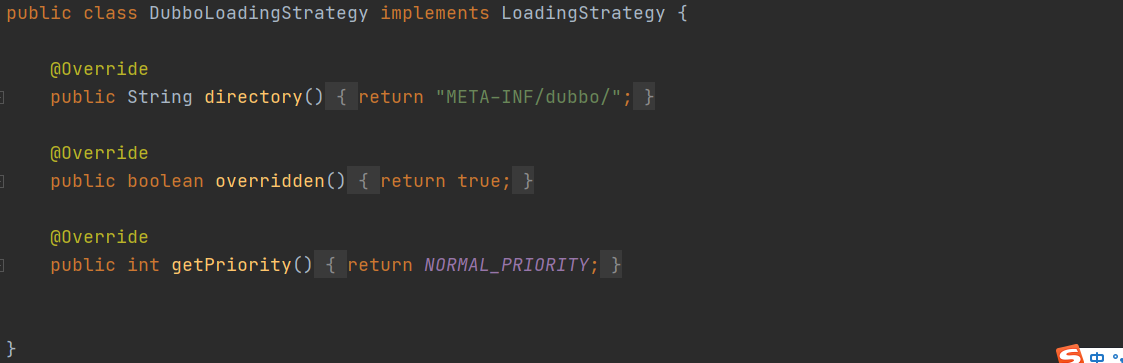 public class DubboLoadingStrategy implements LoadingStrategy {
@Override
public String directory() { return "META-INF/dubbo/"; }
@Override
public boolean overridden() { return true; }
@Override
public int getPriority() { return NORMAL_PRIORITY; }
}
S 中